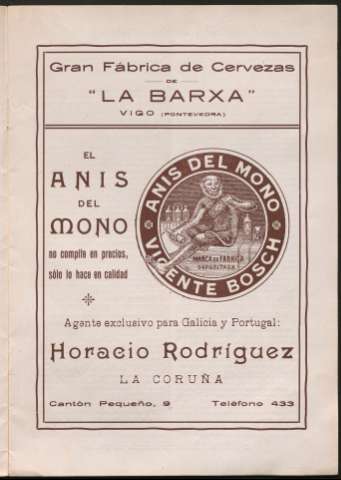 Gran Fábrica de Cervezas
DE
"LA BARXA"
VIGO (PONTEVEDRA)
EL
ANIS
DEL
MONO
no compite en precios,
sólo lo hace en calidad
ANIS DEL MONO
MARCA DE FÁBRICA
DEPOSITADA
VICENTE BOSCH
Agente exclusivo para Galicia y Portugal:
Horacio Rodríguez
LA CORUÑA
Cantón Pequeño, 9 Teléfono 433